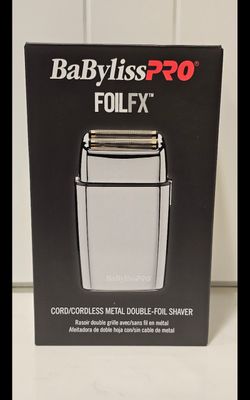 BaBylissPRO®
FOILFX™
BaBylissPRO
CORD/CORDLESS METAL DOUBLE-FOIL SHAVER
Rasoir double grille avec/sans fil en métal
Afeitadora de doble hoja con/sin cable de metal